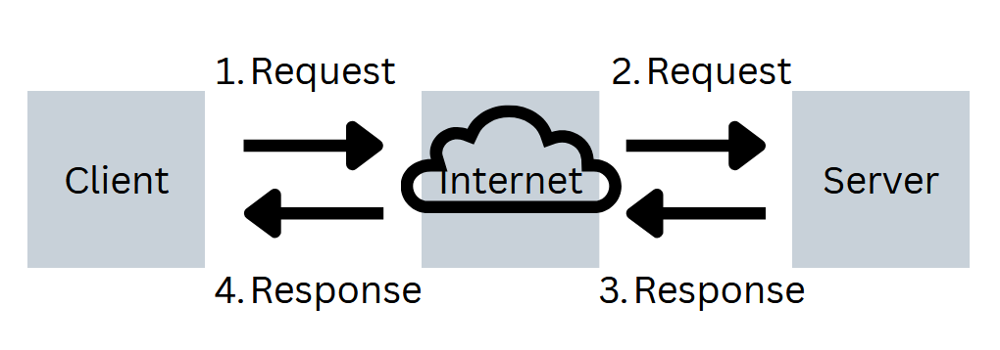 1. Request
2. Request
Client
Internet
Server
4. Response
3. Response